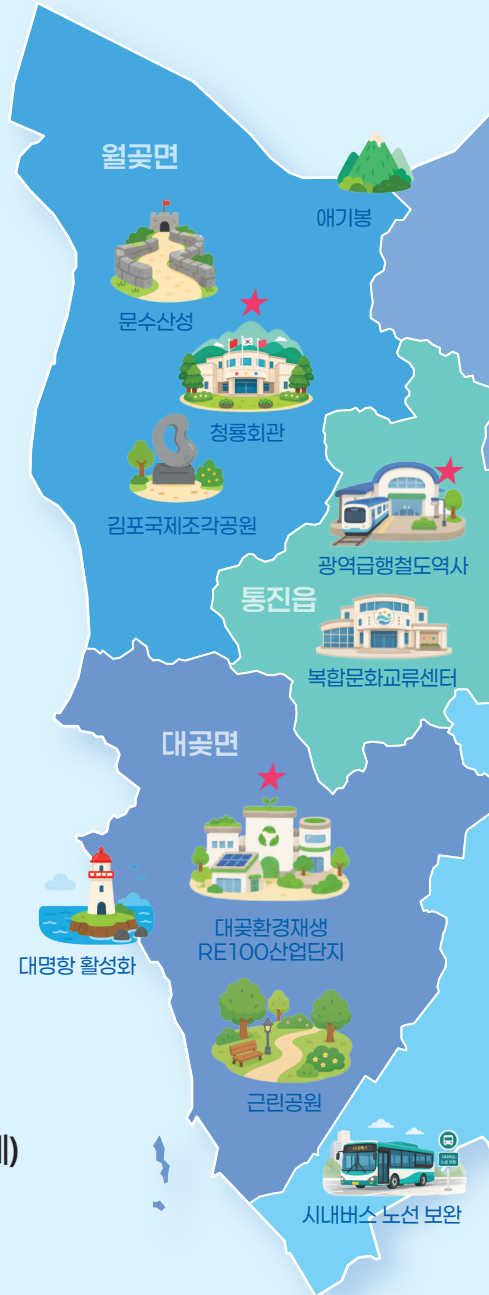 월곶면
애기봉
문수산성
청룡회관
김포국제조각공원
광역급행철도역사
통진읍
복합문화교류센터
대곶면
대곶환경재생
RE100산업단지
대명항 활성화
근린공원
시내버스 노선 보완